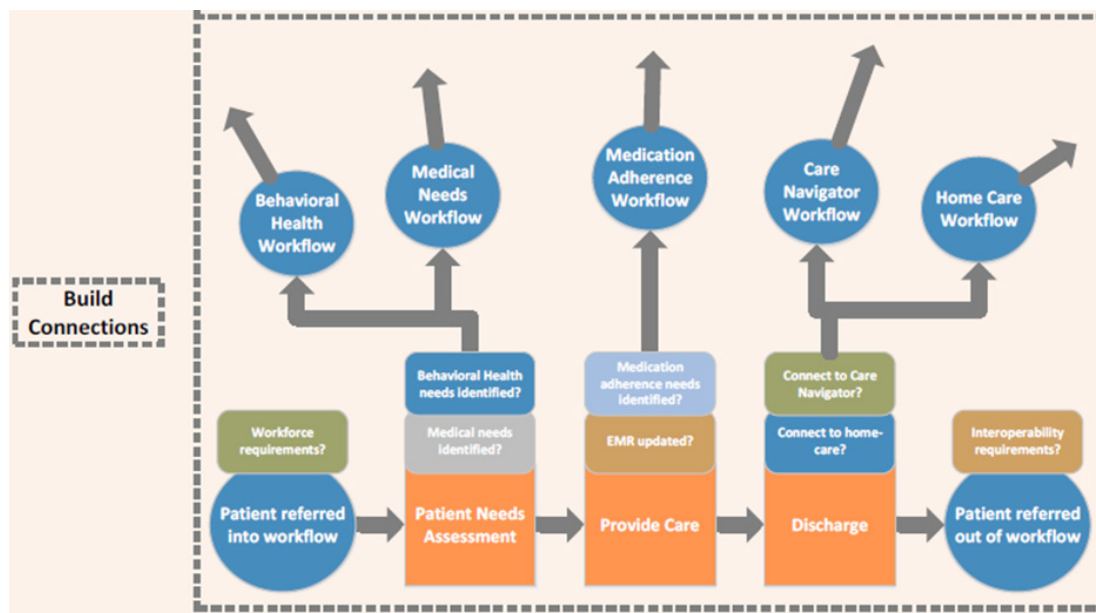 Behavioral
Health
Workflow
Medical
Needs
Workflow
Medication
Adherence
Workflow
Care
Navigator
Workflow
Home Care
Workflow
Build
Connections
Behavioral Health
needs identified?
Medication
adherence needs
identified?
Connect to Care
Navigator?
Workforce
requirements?
Medical needs
identified?
EMR updated?
Connect to home-
care?
Interoperability
requirements?
Patient referred
into workflow
Patient Needs
Assessment
Provide Care
Discharge
Patient referred
out of workflow